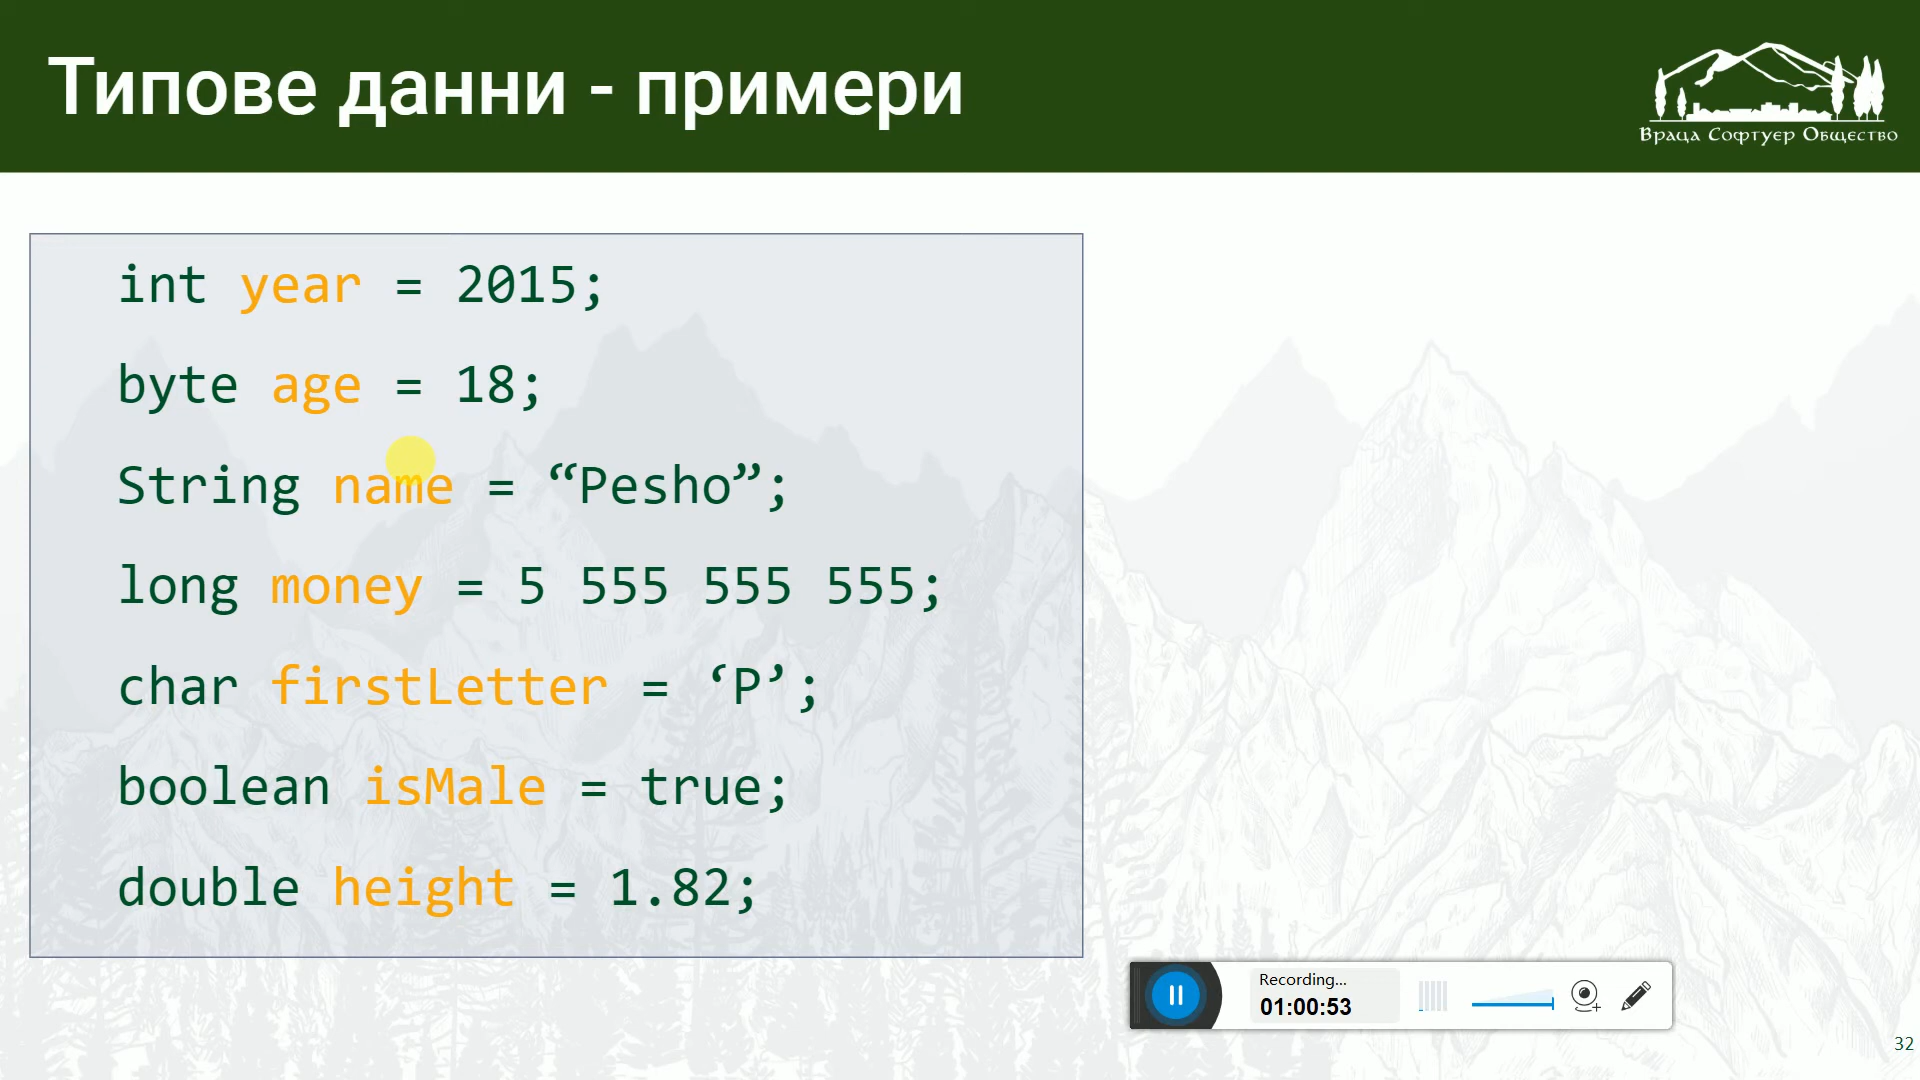 Типове данни - примери
Враца Софтуер Общество
int year = 2015;
byte age = 18;
String name = “Pesho”;
long money = 5 555 555 555;
char firstLetter = ‘P’;
boolean isMale = true;
double height = 1.82;
Recording...
01:00:53
32